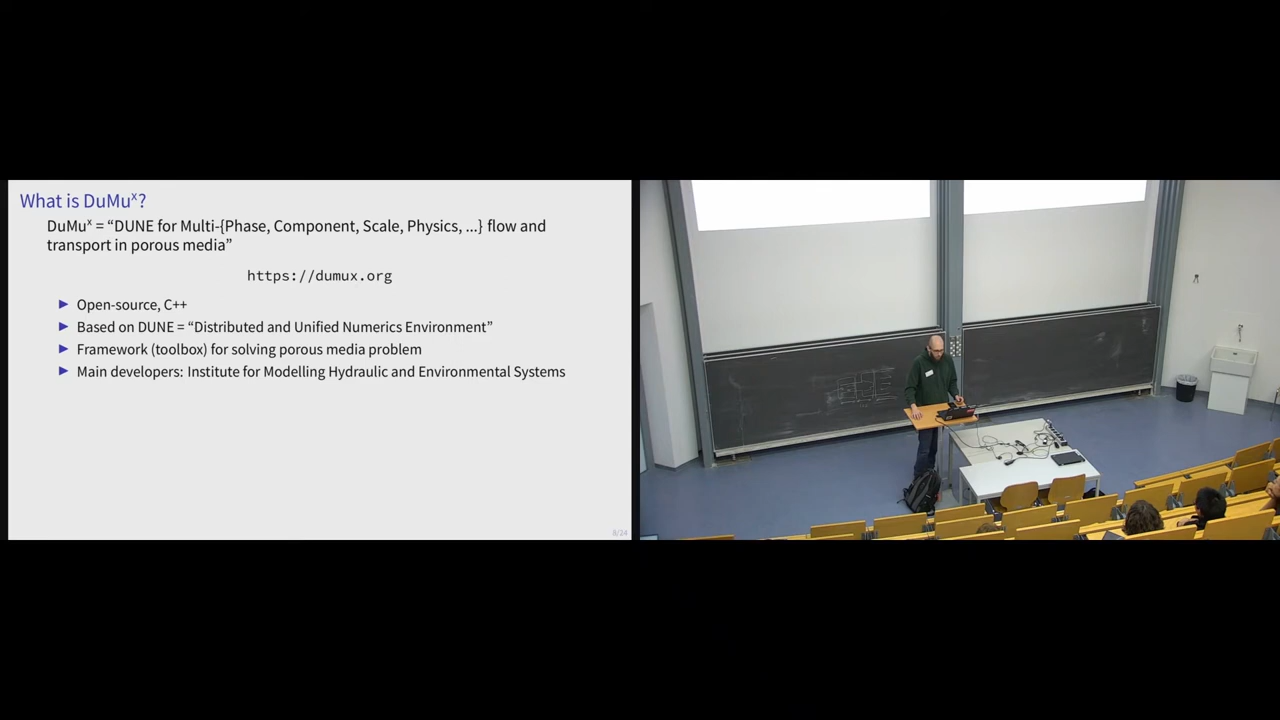 What is DuMuˣ?
DuMuˣ = “DUNE for Multi-{Phase, Component, Scale, Physics, ...} flow and
transport in porous media”
https://dumux.org
▶ Open-source, C++
▶ Based on DUNE = “Distributed and Unified Numerics Environment”
▶ Framework (toolbox) for solving porous media problem
▶ Main developers: Institute for Modelling Hydraulic and Environmental Systems
8/24